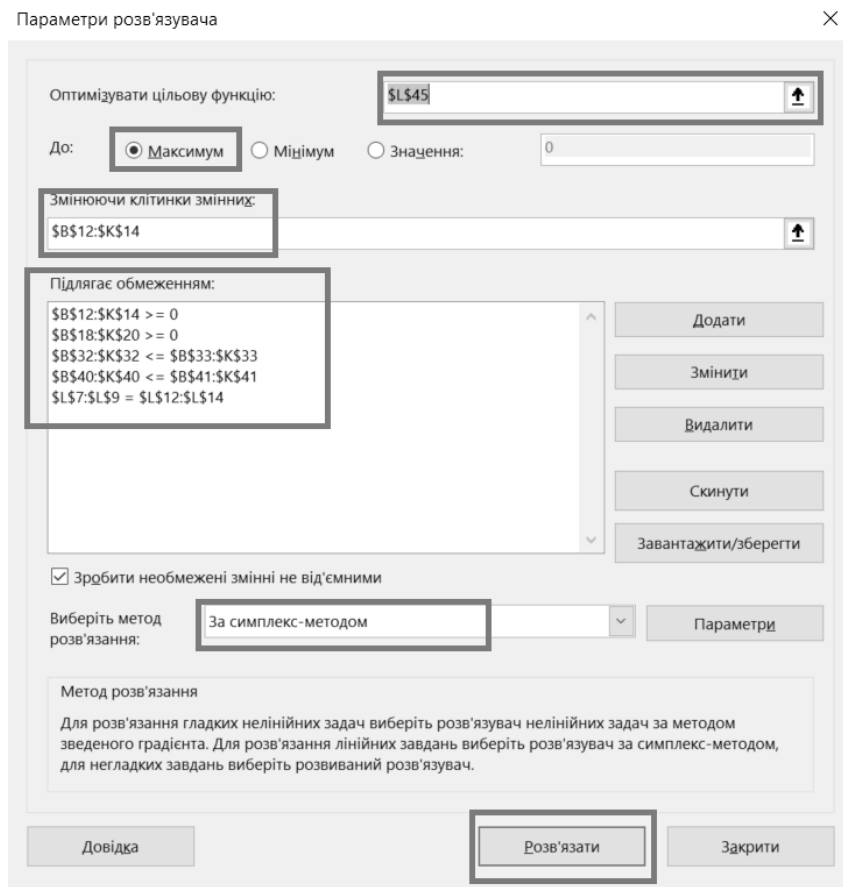 Параметри розв'язувача
Оптимізувати цільову функцію:
$L$45
До:
Максимум
Мінімум
Значення:
0
Змінюючи клітинки змінних:
$B$12:$K$14
Підлягає обмеженням:
$B$12:$K$14 >= 0
$B$18:$K$20 >= 0
$B$32:$K$32 <= $B$33:$K$33
$B$40:$K$40 <= $B$41:$K$41
$L$7:$L$9 = $L$12:$L$14
Додати
Змінити
Видалити
Скинути
Завантажити/зберегти
Зробити необмежені змінні не від'ємними
Виберіть метод
розв'язання:
За симплекс-методом
Параметри
Метод розв'язання
Для розв'язання гладких нелінійних задач виберіть розв'язувач нелінійних задач за методом
зведеного градієнта. Для розв'язання лінійних завдань виберіть розв'язувач за симплекс-методом,
для негладких завдань виберіть розвиваний розв'язувач.
Довідка
Розв'язати
Закрити